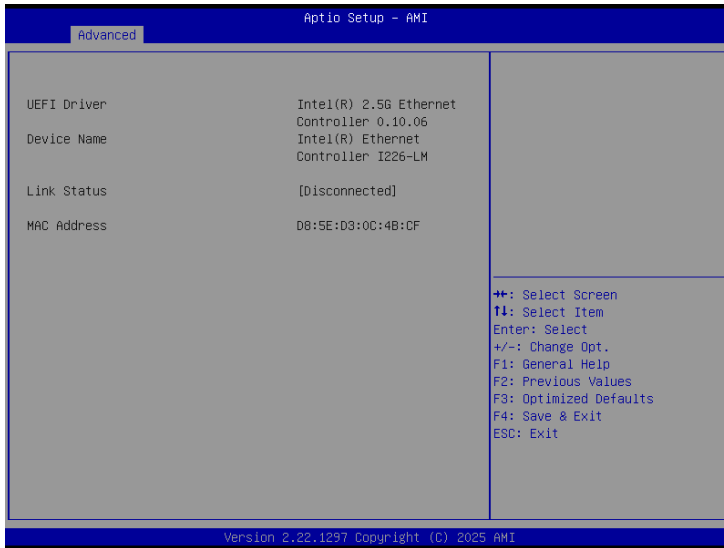 Aptio Setup - AMI
Advanced
UEFI Driver Intel(R) 2.5G Ethernet
Controller 0.10.06
Device Name Intel(R) Ethernet
Controller I226-LM
Link Status [Disconnected]
MAC Address D8:5E:D3:0C:4B:CF
→←: Select Screen
↑↓: Select Item
Enter: Select
+/-: Change Opt.
F1: General Help
F2: Previous Values
F3: Optimized Defaults
F4: Save & Exit
ESC: Exit
Version 2.22.1297 Copyright (C) 2025 AMI